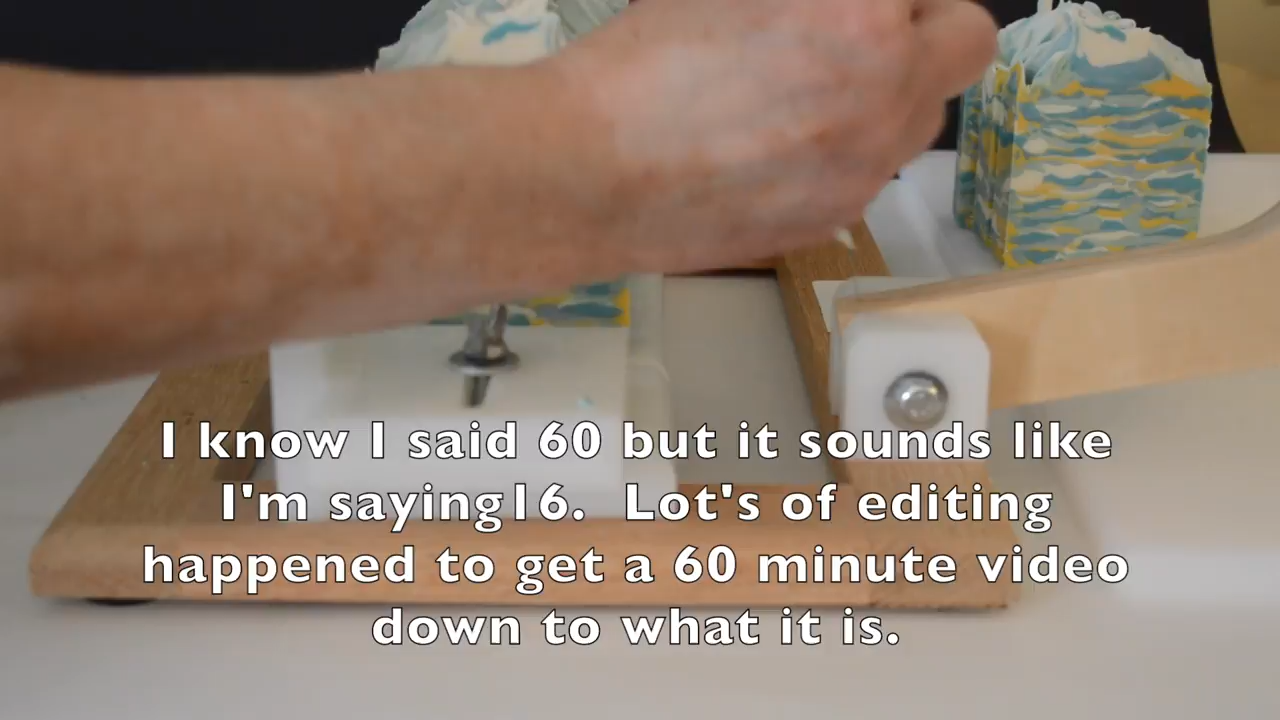 I know I said 60 but it sounds like
I'm saying16.  Lot's of editing
happened to get a 60 minute video
down to what it is.